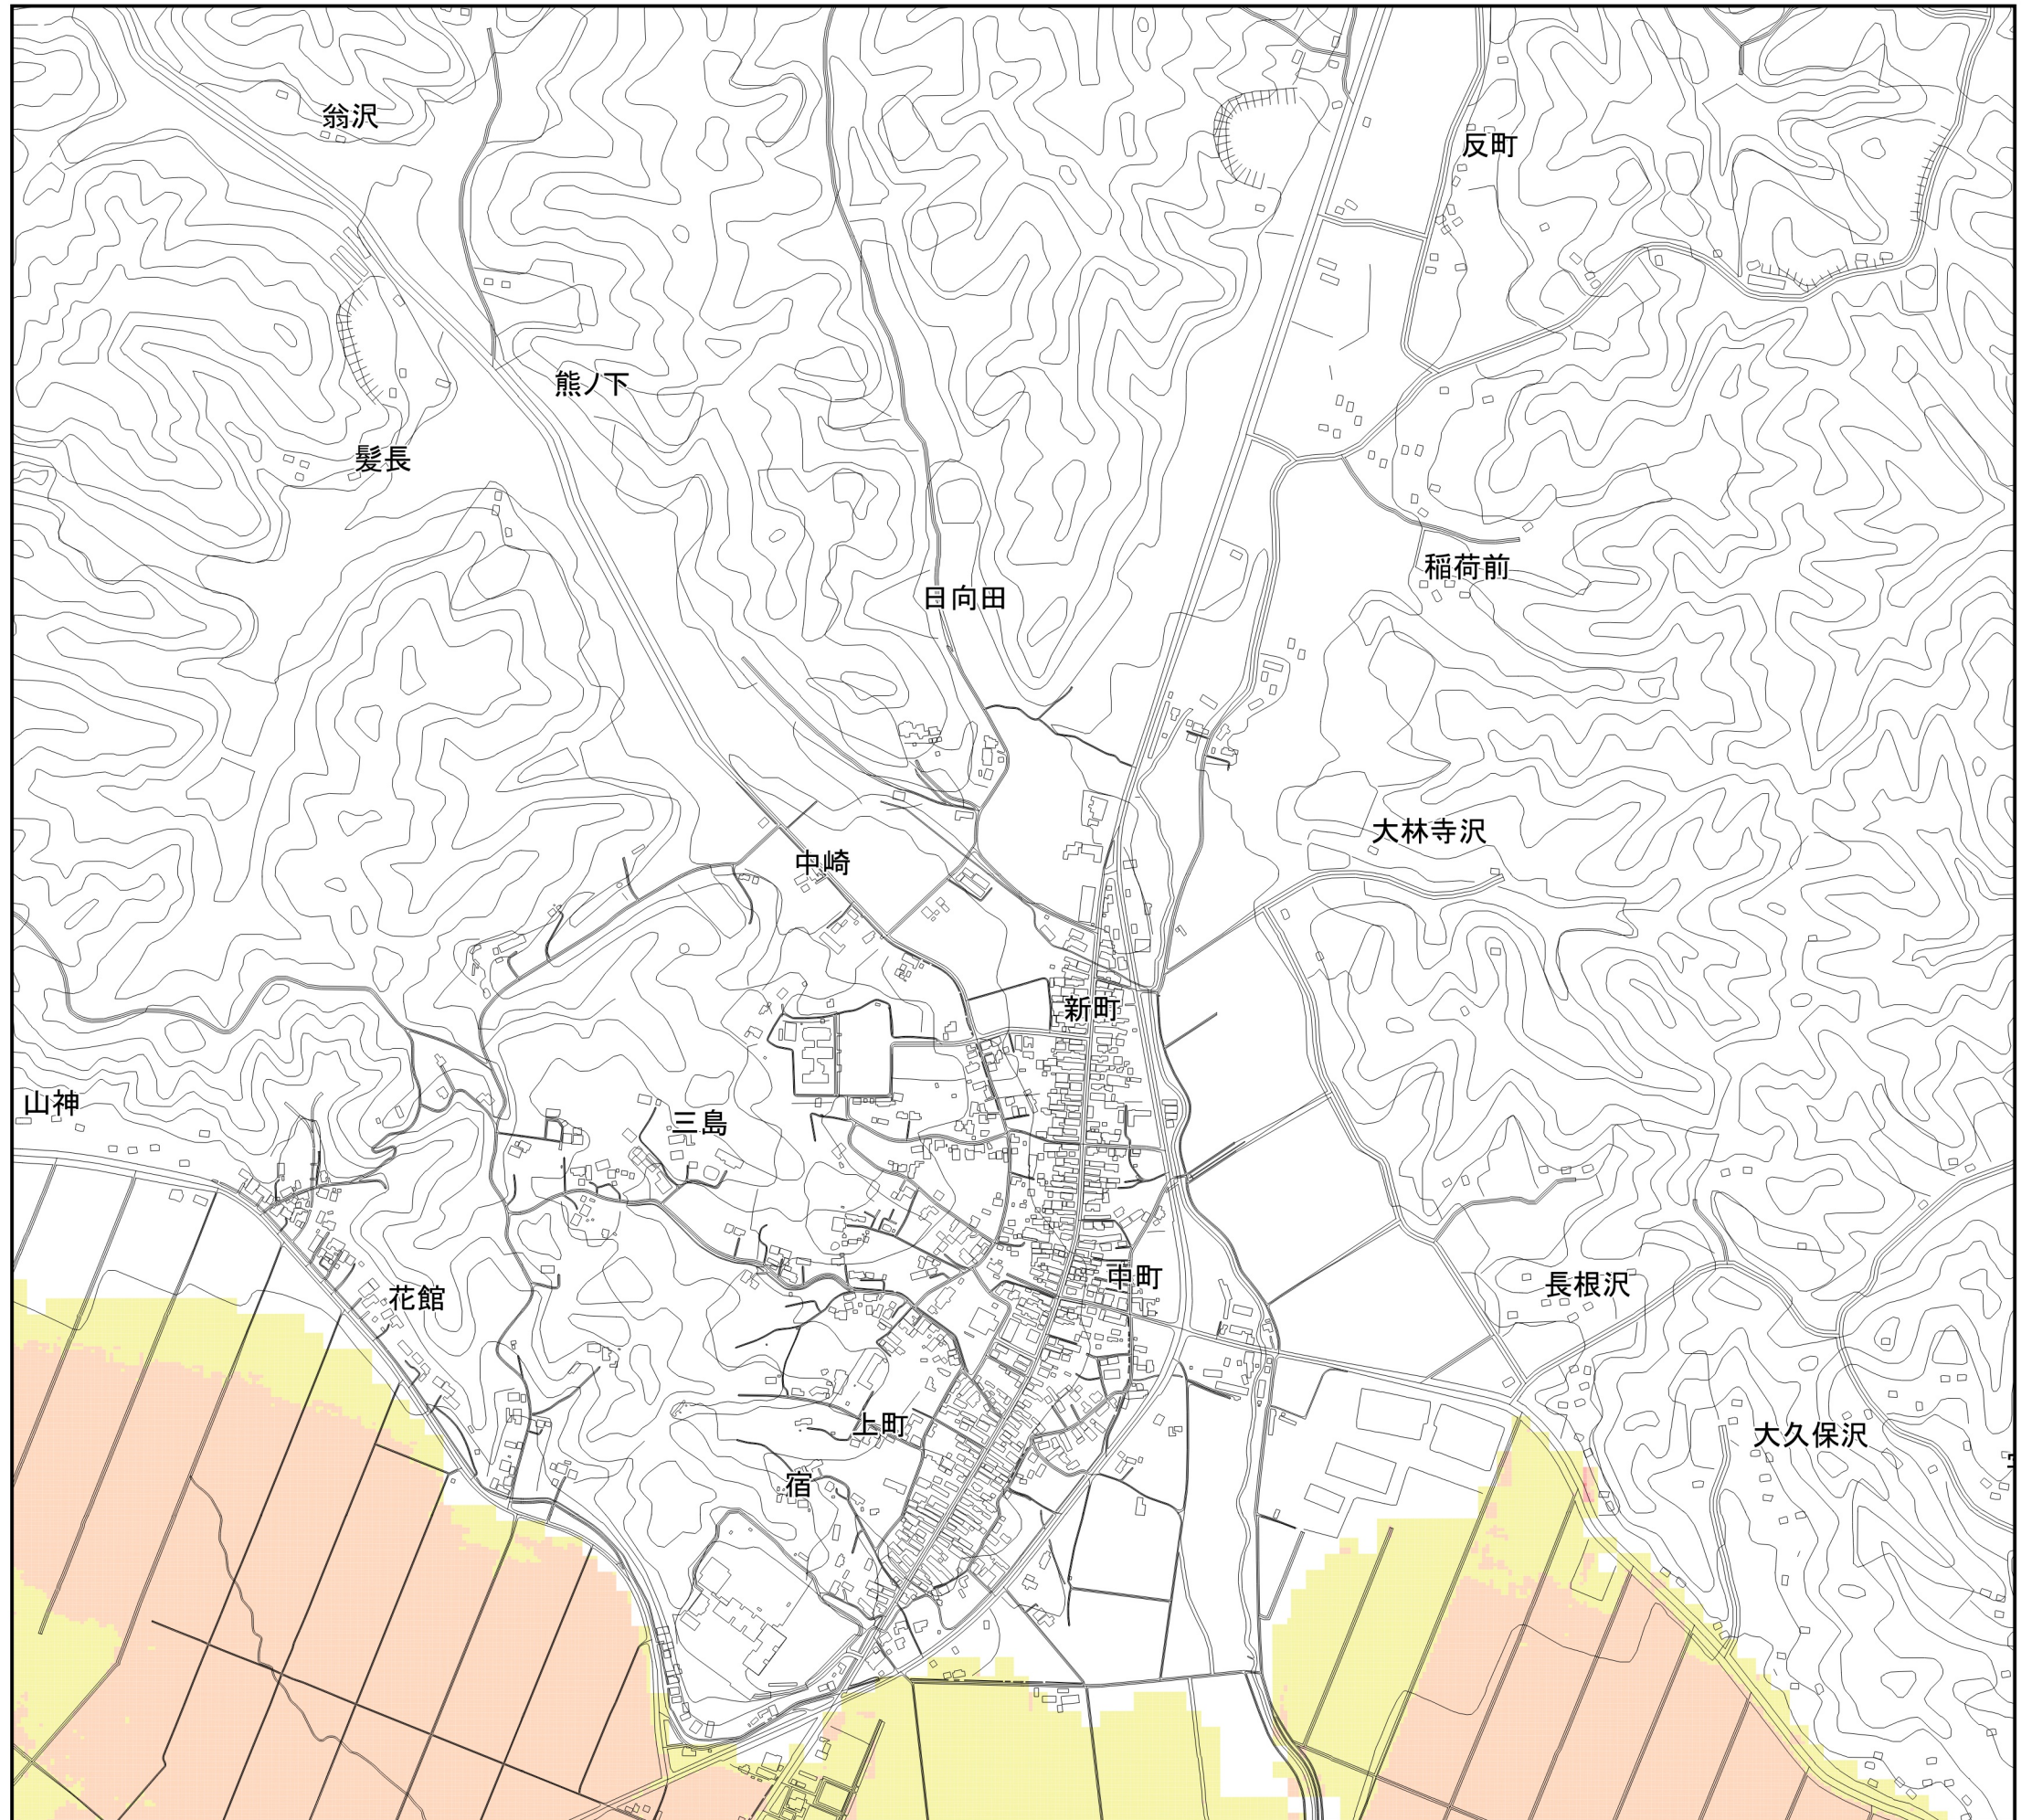 翁沢
反町
熊ノ下
髪長
稲荷前
日向田
大林寺沢
中崎
新町
山神
三島
中町
長根沢
花館
上町
大久保沢
宿